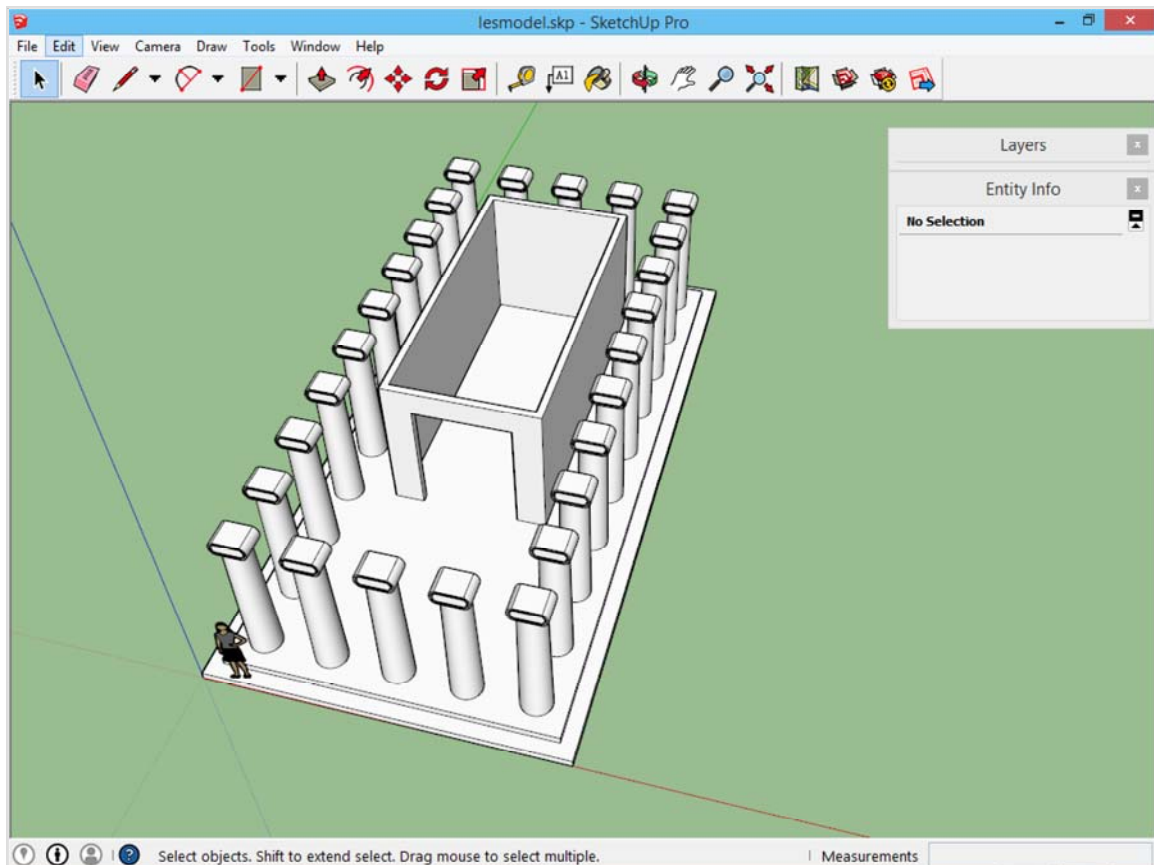 lesmodel.skp - SketchUp Pro
File Edit View Camera Draw Tools Window Help
A1
Layers
Entity Info
No Selection
Select objects. Shift to extend select. Drag mouse to select multiple.
Measurements